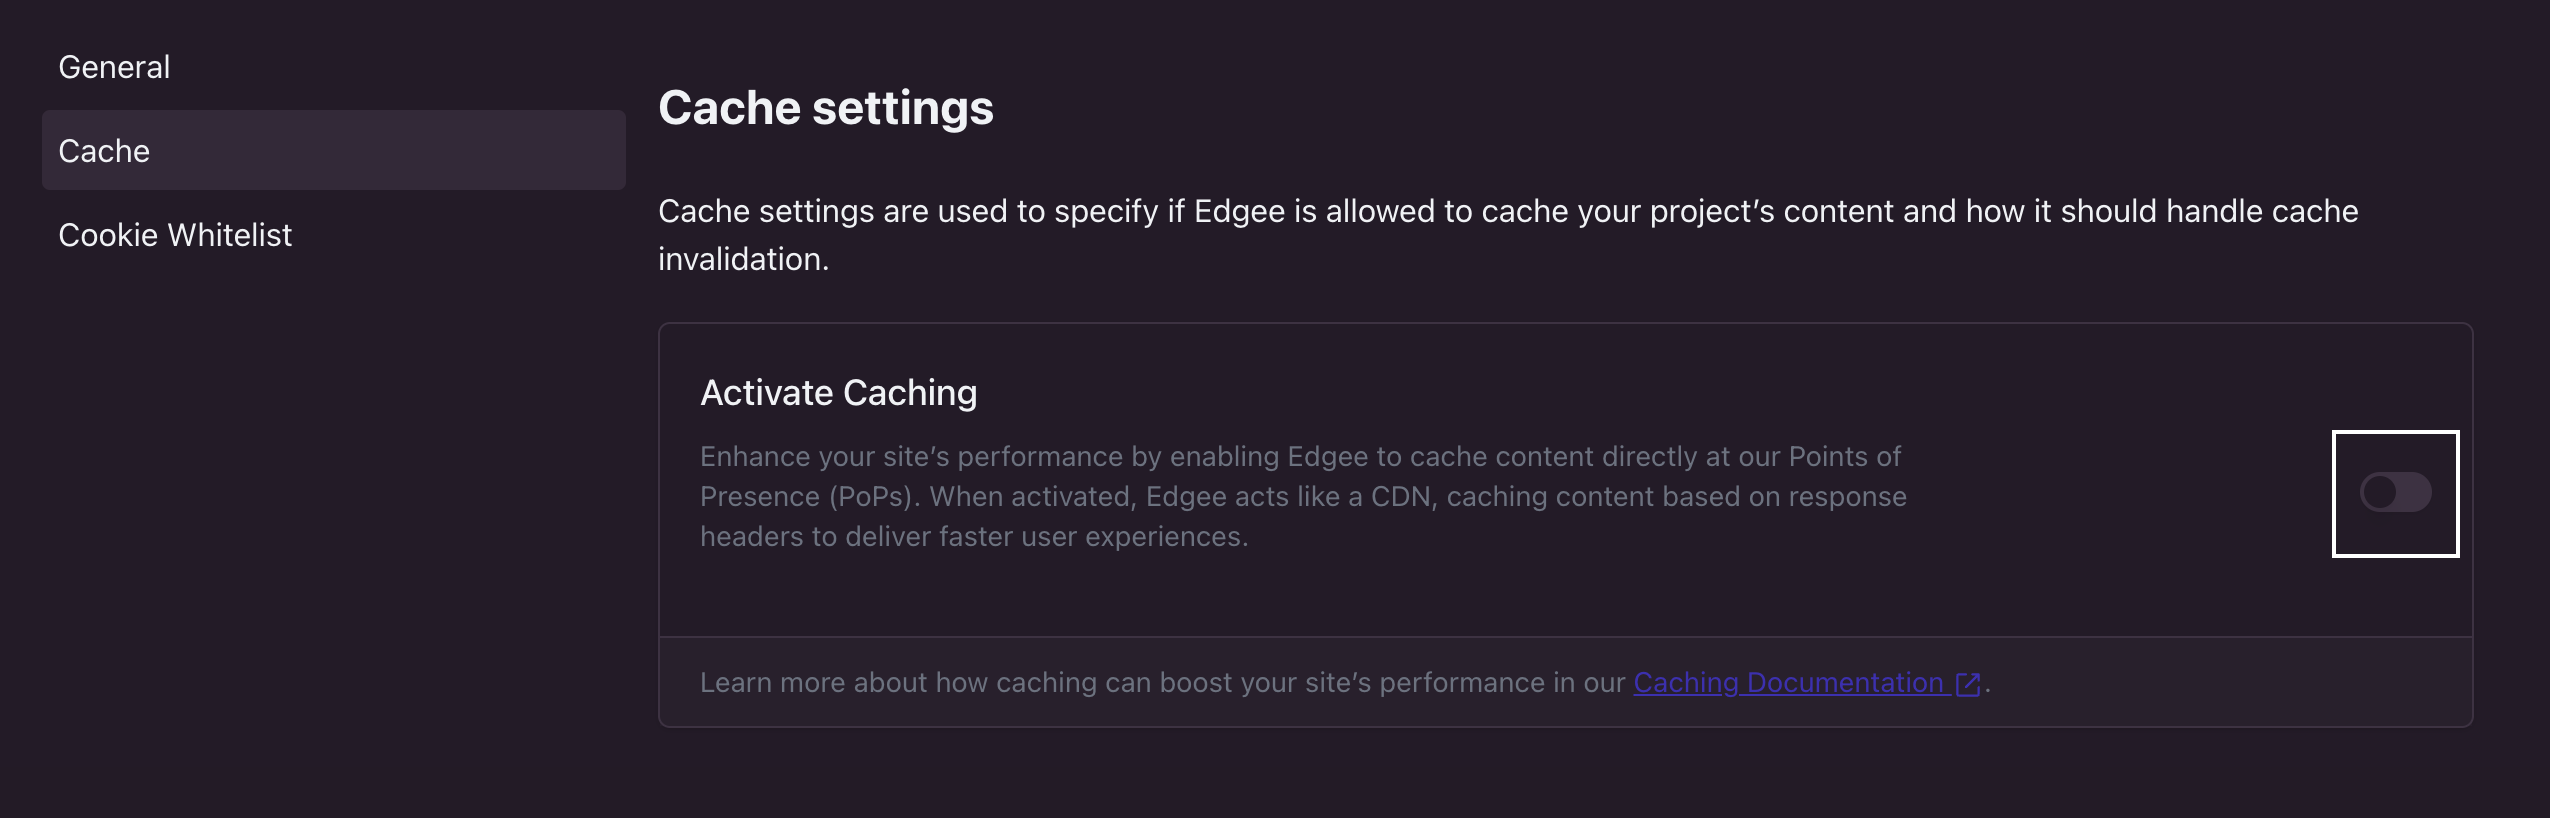 General
Cache
Cookie Whitelist
Cache settings
Cache settings are used to specify if Edgee is allowed to cache your project’s content and how it should handle cache
invalidation.
Activate Caching
Enhance your site’s performance by enabling Edgee to cache content directly at our Points of
Presence (PoPs). When activated, Edgee acts like a CDN, caching content based on response
headers to deliver faster user experiences.
Learn more about how caching can boost your site’s performance in our Caching Documentation.